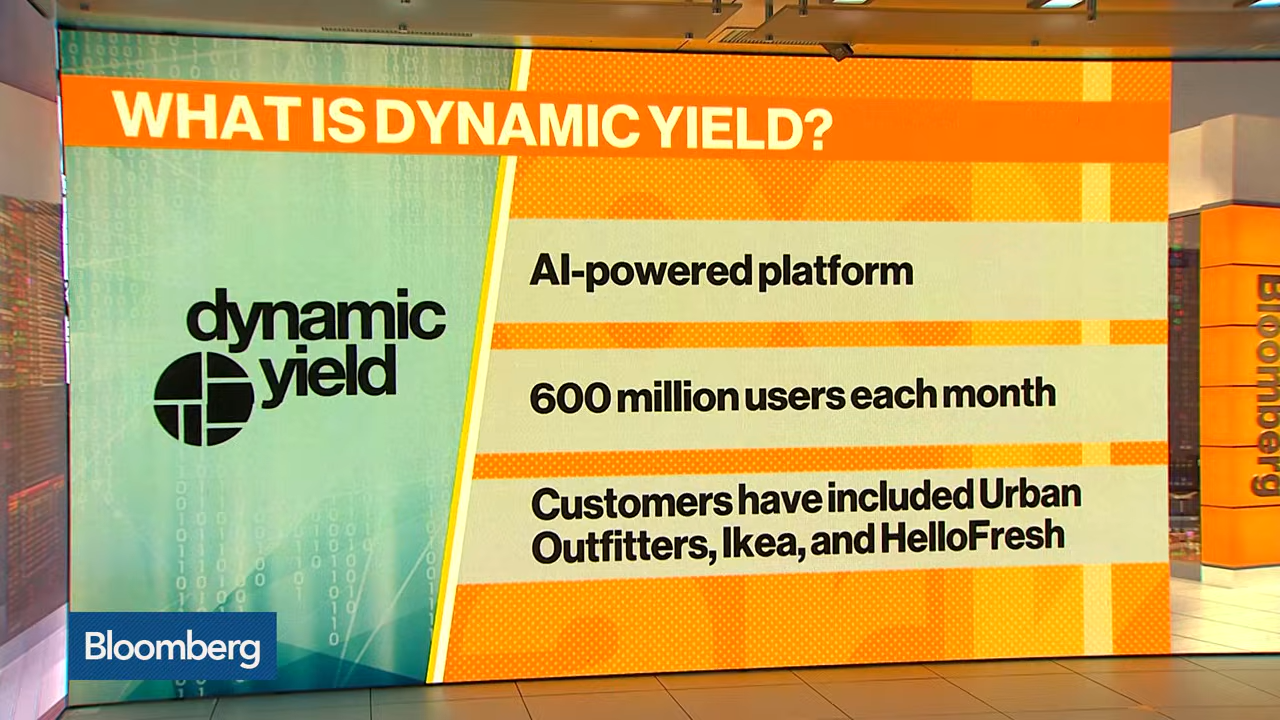 WHAT IS DYNAMIC YIELD?
dynamic
yield
AI-powered platform
600 million users each month
Customers have included Urban
Outfitters, Ikea, and HelloFresh
Bloomberg
Bloomberg